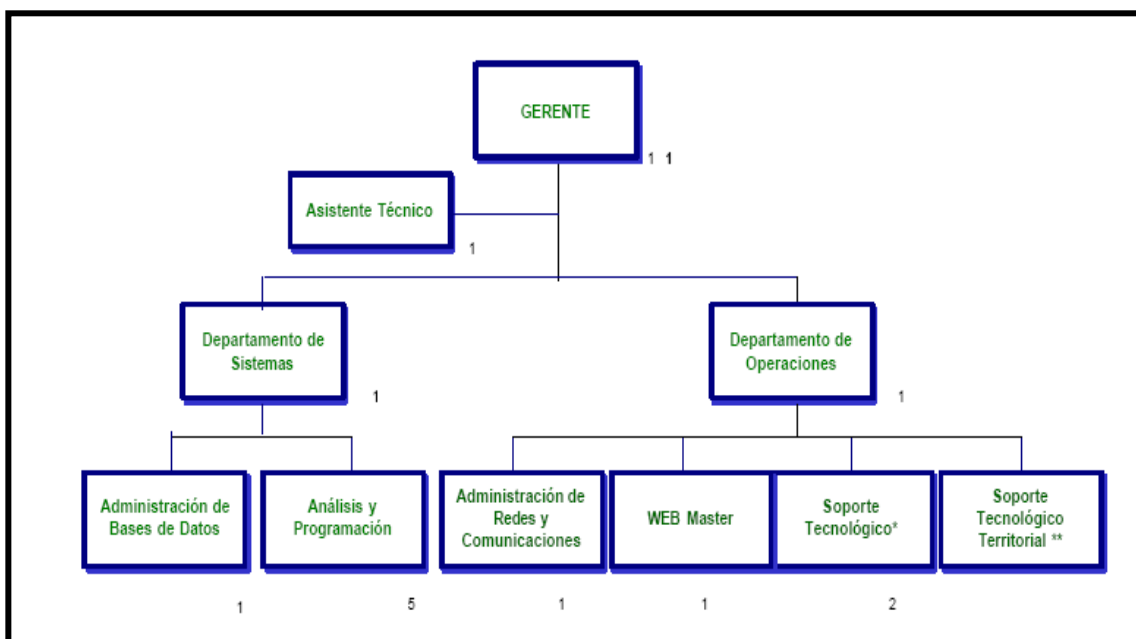 GERENTE
1 1
Asistente Técnico
1
Departamento de
Sistemas
1
Departamento de
Operaciones
1
Administración de
Bases de Datos
1
Análisis y
Programación
5
Administración de
Redes y
Comunicaciones
1
WEB Master
1
Soporte
Tecnológico*
2
Soporte
Tecnológico
Territorial **